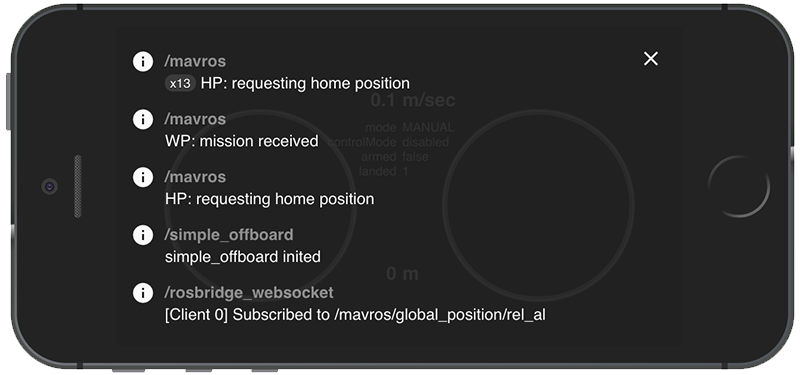 /mavros
x13 HP: requesting home position
0.1 m/sec
/mavros
mode MANUAL
WP: mission received
controlMode disabled
armed false
/mavros
landed 1
HP: requesting home position
/simple_offboard
simple_offboard inited
0 m
/rosbridge_websocket
[Client 0] Subscribed to /mavros/global_position/rel_al